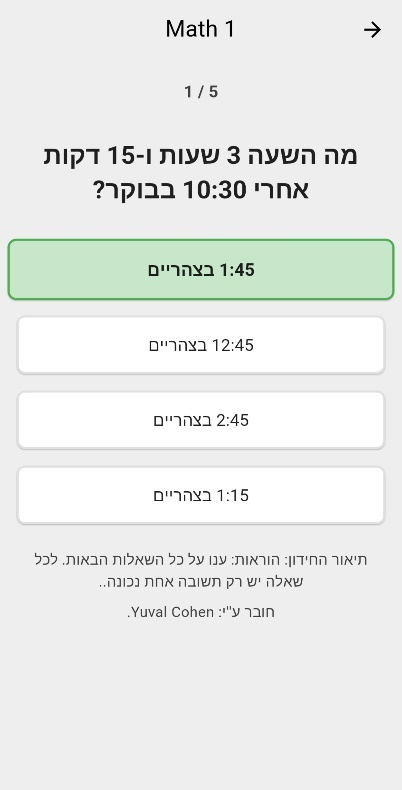 Math 1
1 / 5
מה השעה 3 שעות ו-15 דקות
אחרי 10:30 בבוקר?
1:45 בצהריים
12:45 בצהריים
2:45 בצהריים
1:15 בצהריים
תיאור החידון: הוראות: ענו על כל השאלות הבאות. לכל
שאלה יש רק תשובה אחת נכונה..
חובר ע"י: Yuval Cohen.